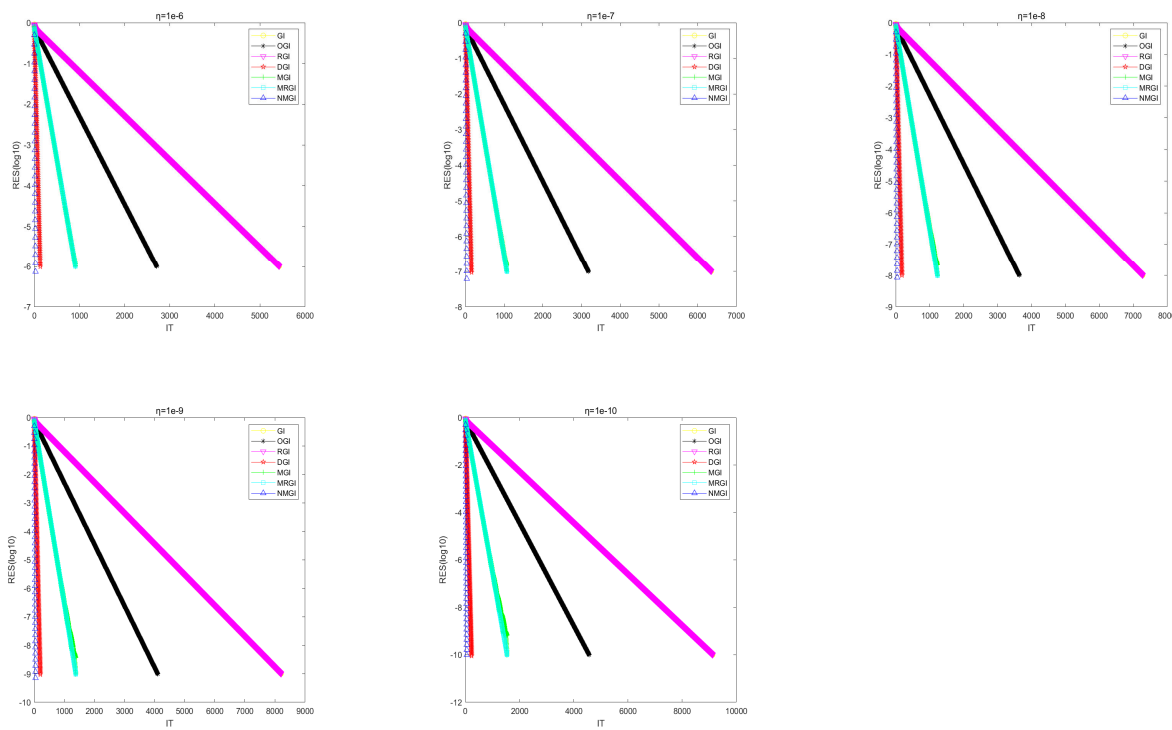 η=1e-6
RES(log10)
0
-1
-2
-3
-4
-5
-6
-7
0 1000 2000 3000 4000 5000 6000
IT
GI
OGI
RGI
DGI
MGI
MRGI
NMGI
η=1e-7
RES(log10)
0
-1
-2
-3
-4
-5
-6
-7
-8
0 1000 2000 3000 4000 5000 6000 7000
IT
GI
OGI
RGI
DGI
MGI
MRGI
NMGI
η=1e-8
RES(log10)
0
-1
-2
-3
-4
-5
-6
-7
-8
-9
0 1000 2000 3000 4000 5000 6000 7000 8000
IT
GI
OGI
RGI
DGI
MGI
MRGI
NMGI
η=1e-9
RES(log10)
0
-1
-2
-3
-4
-5
-6
-7
-8
-9
-10
0 1000 2000 3000 4000 5000 6000 7000 8000 9000
IT
GI
OGI
RGI
DGI
MGI
MRGI
NMGI
η=1e-10
RES(log10)
0
-2
-4
-6
-8
-10
-12
0 2000 4000 6000 8000 10000
IT
GI
OGI
RGI
DGI
MGI
MRGI
NMGI